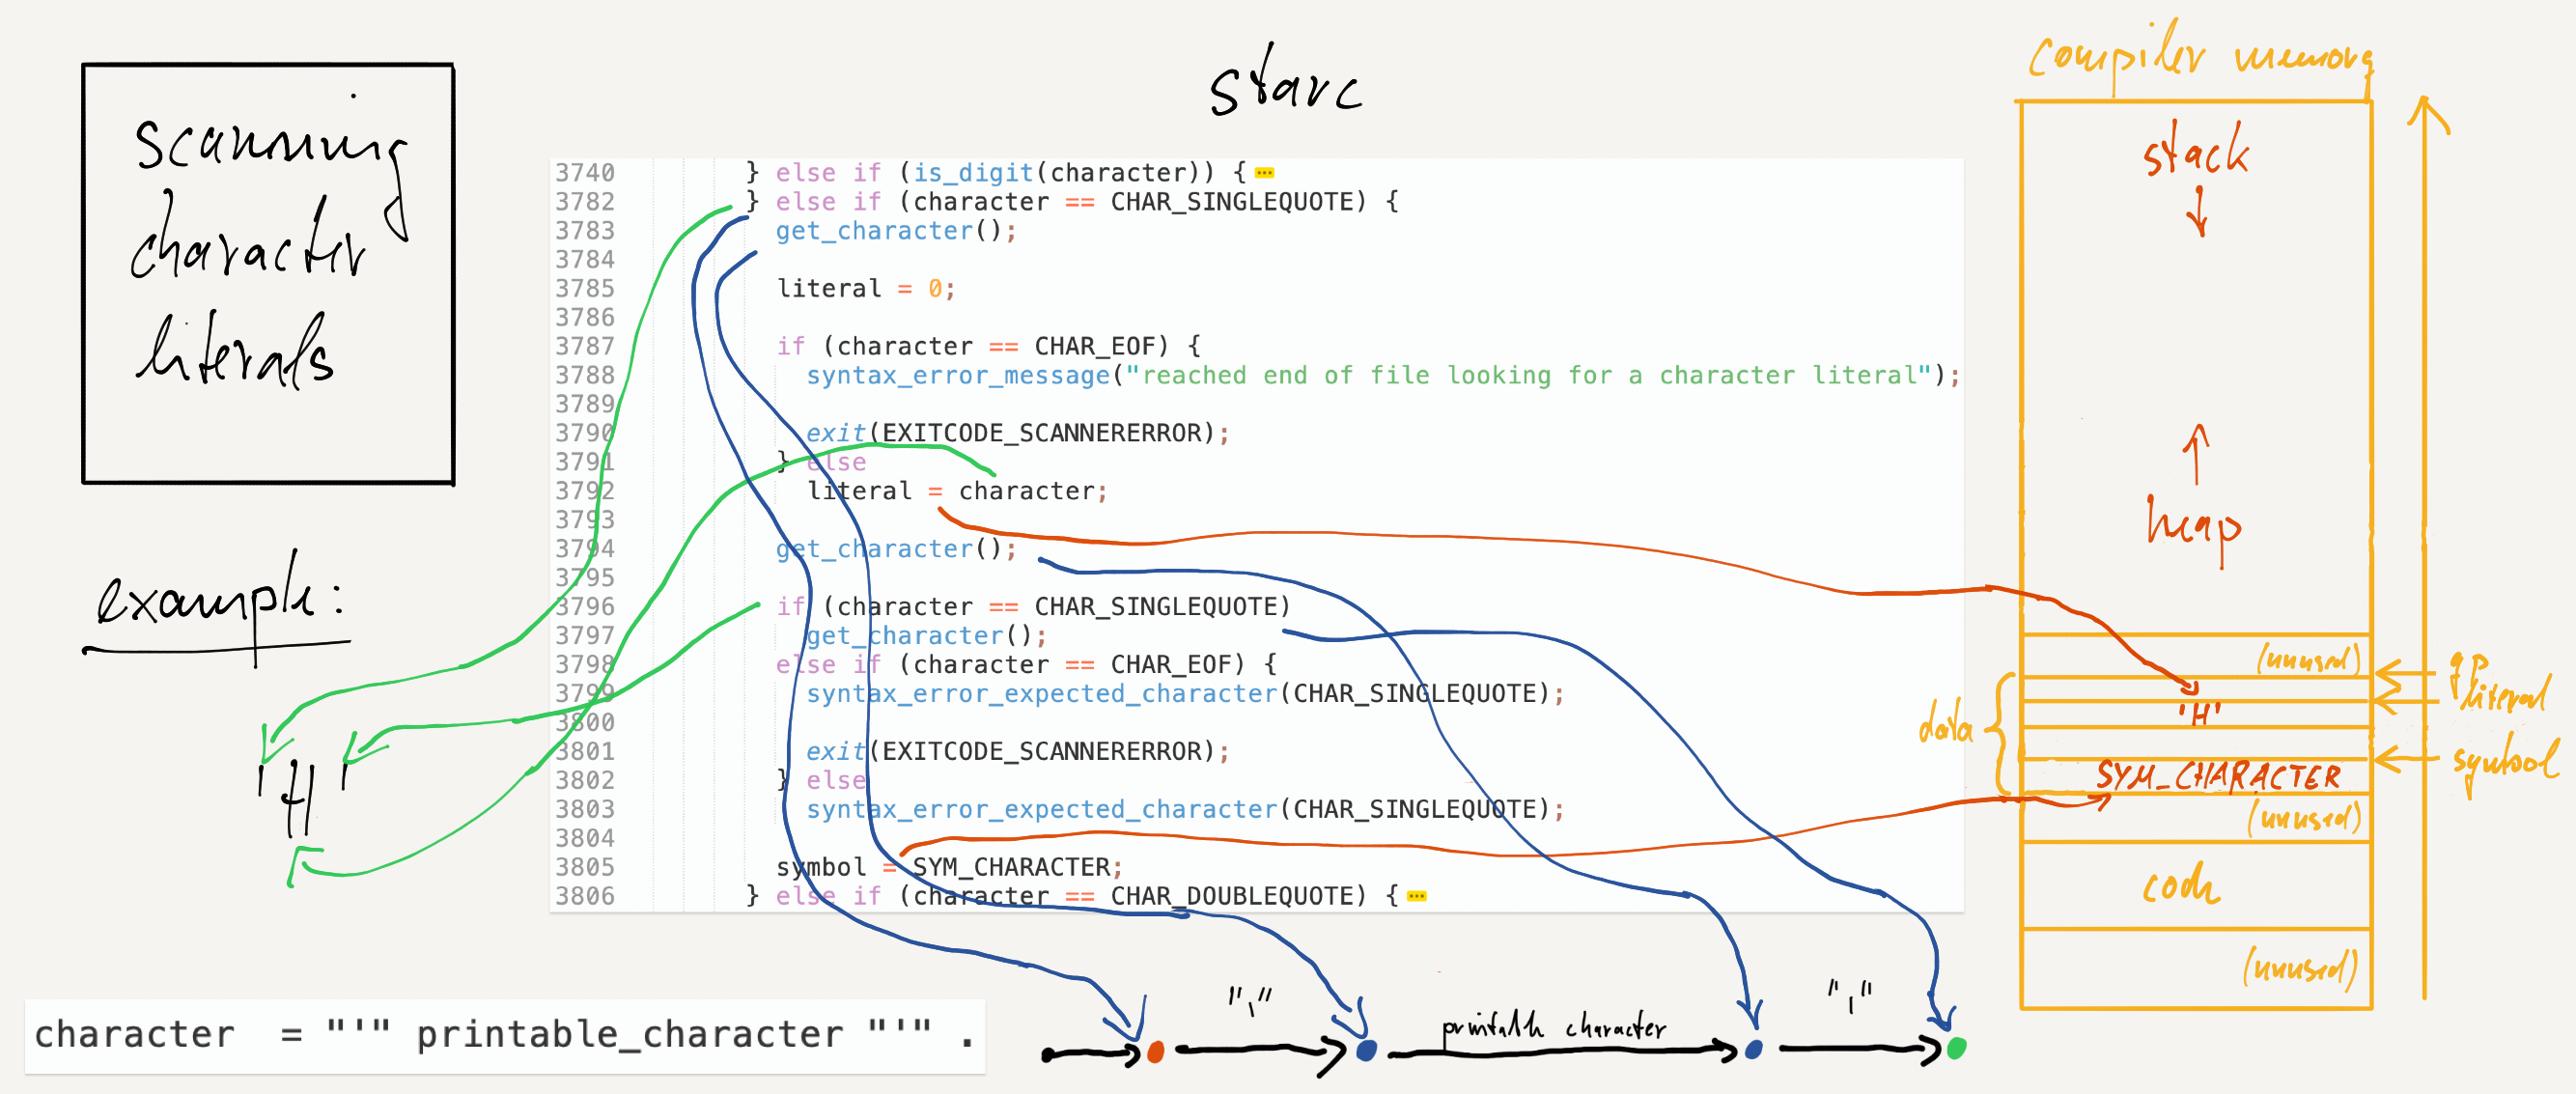 scanning
character
literals
example:
'H'
starc
3740 } else if (is_digit(character)) {
3782 } else if (character == CHAR_SINGLEQUOTE) {
3783 get_character();
3784
3785 literal = 0;
3786
3787 if (character == CHAR_EOF) {
3788 syntax_error_message("reached end of file looking for a character literal");
3789
3790 exit(EXITCODE_SCANNERERROR);
3791 } else
3792 literal = character;
3793
3794 get_character();
3795
3796 if (character == CHAR_SINGLEQUOTE)
3797 get_character();
3798 else if (character == CHAR_EOF) {
3799 syntax_error_expected_character(CHAR_SINGLEQUOTE);
3800
3801 exit(EXITCODE_SCANNERERROR);
3802 } else
3803 syntax_error_expected_character(CHAR_SINGLEQUOTE);
3804
3805 symbol = SYM_CHARACTER;
3806 } else if (character == CHAR_DOUBLEQUOTE) {
character = "'" printable_character "'" .
"'"
printable character
"'"
compiler memory
stack
heap
(unused)
gp
literal
'H'
data
symbol
SYM_CHARACTER
(unused)
code
(unused)